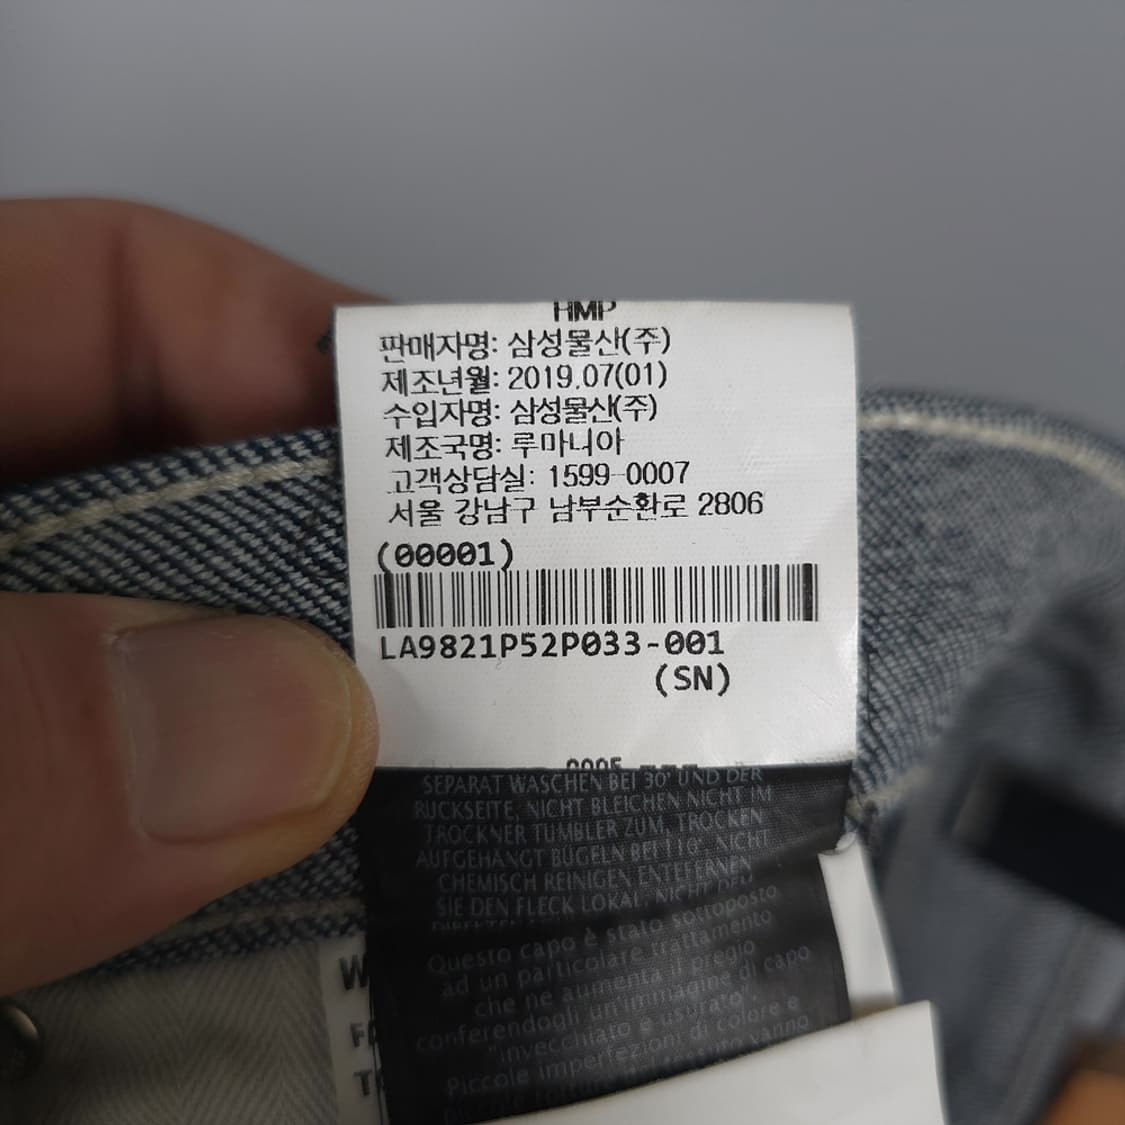 HMP
판매자명: 삼성물산(주)
제조년월: 2019.07(01)
수입자명: 삼성물산(주)
제조국명: 루마니아
고객상담실: 1599-0007
서울 강남구 남부순환로 2806
(00001)
LA9821P52P033-001
(SN)
SEPARAT WASCHEN BEI 30° UND DER
RÜCKSEITE, NICHT BLEICHEN NICHT IM
TROCKNER TUMBLER ZUM, TROCKEN
AUFGEHANGT BÜGELN BEI 110°, NICHT
CHEMISCH REINIGEN ENTEFERNEN
SIE DEN FLECK LOKAL, NICHT DEN
Questo capo è stato sottoposto
ad un particolare trattamento
che ne aumenta il pregio
conferendogli un'immagine di capo
"invecchiato e usurato".
Piccole imperfezioni di colore e